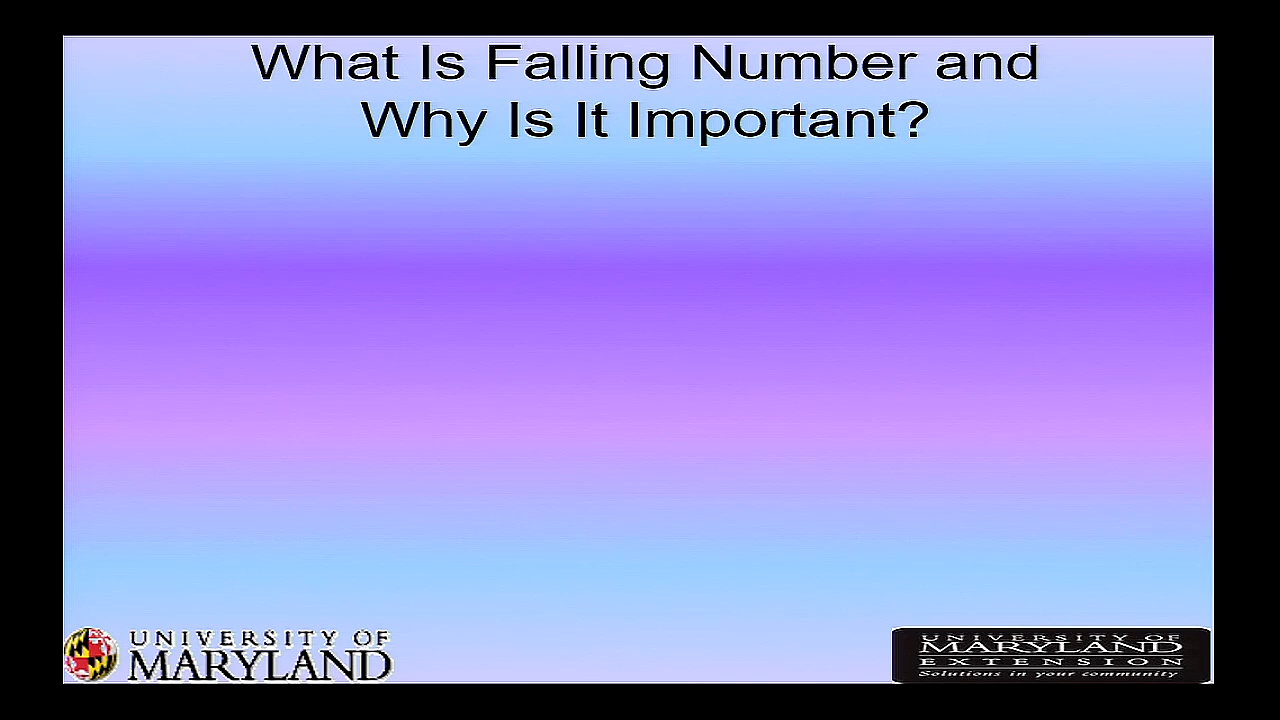 What Is Falling Number and
Why Is It Important?
UNIVERSITY OF
MARYLAND
UNIVERSITY OF
MARYLAND
EXTENSION
Solutions in your community